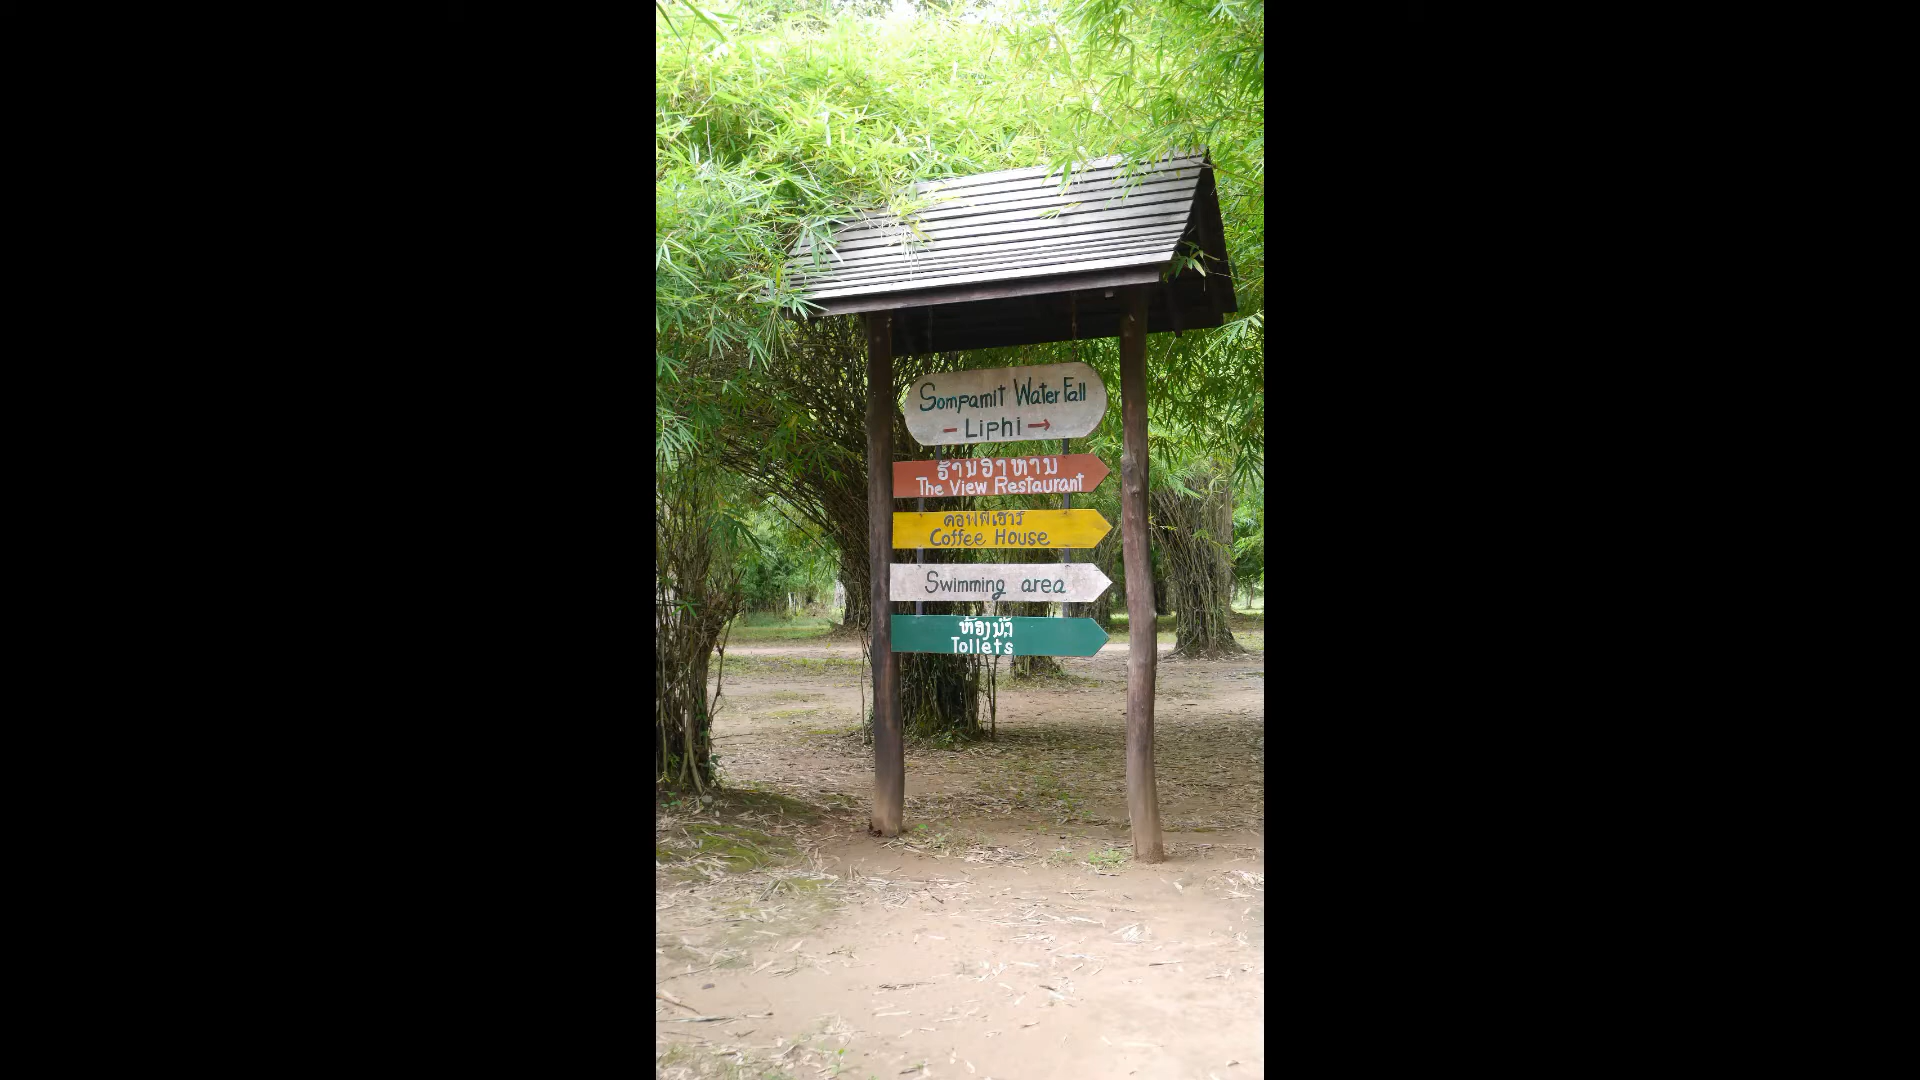 Sompamit Water Fall
- Liphi →
ຮ້ານອາຫານ
The View Restaurant
ຄອຟຟີ່ເຮົາສ໌
Coffee House
Swimming area
ຫ້ອງນ້ຳ
Toilets